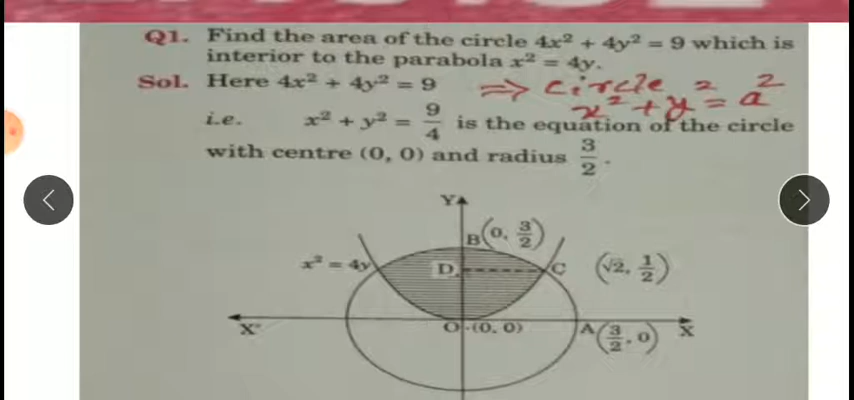 Q1. Find the area of the circle 4x² + 4y² = 9 which is
interior to the parabola x² = 4y.
Sol. Here 4x² + 4y² = 9 ⇒ circle
x² + y² = a²
i.e. x² + y² = 9/4 is the equation of the circle
with centre (0, 0) and radius 3/2.
Y
B(0, 3/2)
x² = 4y D C (√2, 1/2)
X' O (0, 0) A(3/2, 0) X